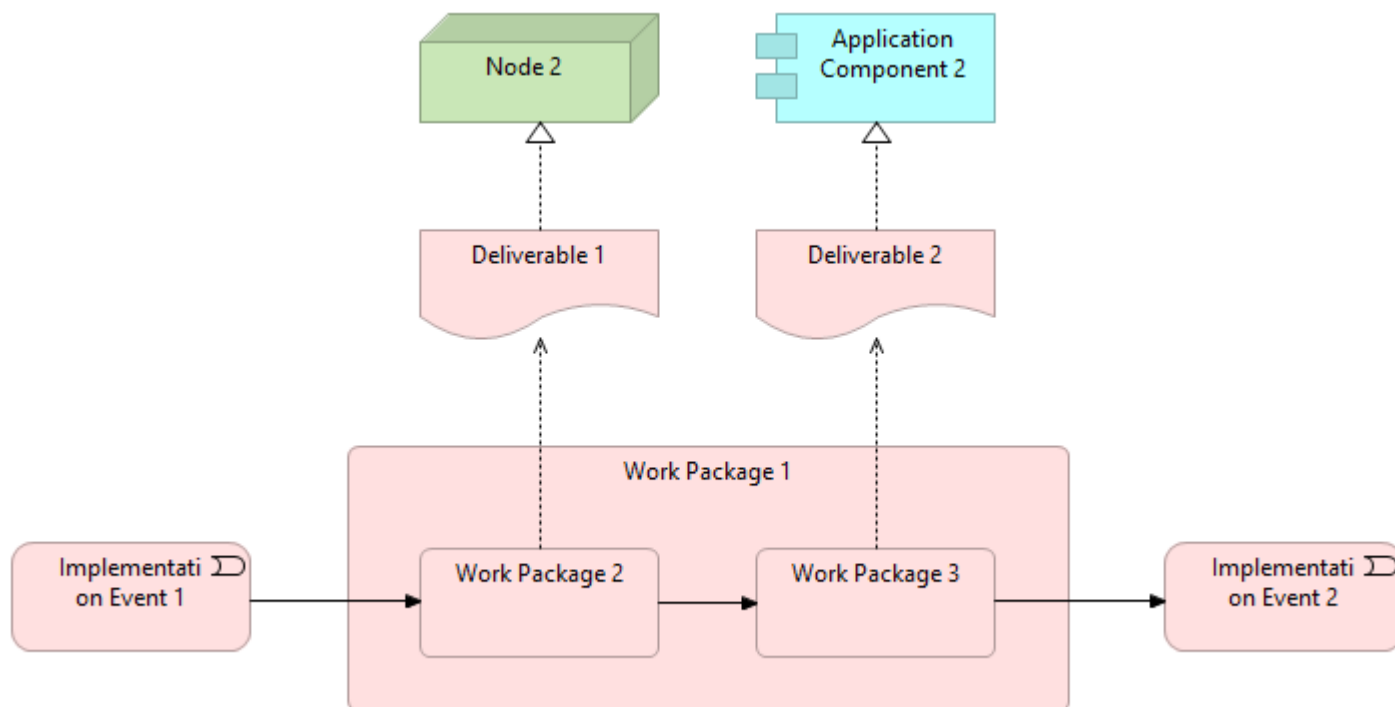 Node 2
Application
Component 2
Deliverable 1
Deliverable 2
Work Package 1
Implementati
on Event 1
Work Package 2
Work Package 3
Implementati
on Event 2